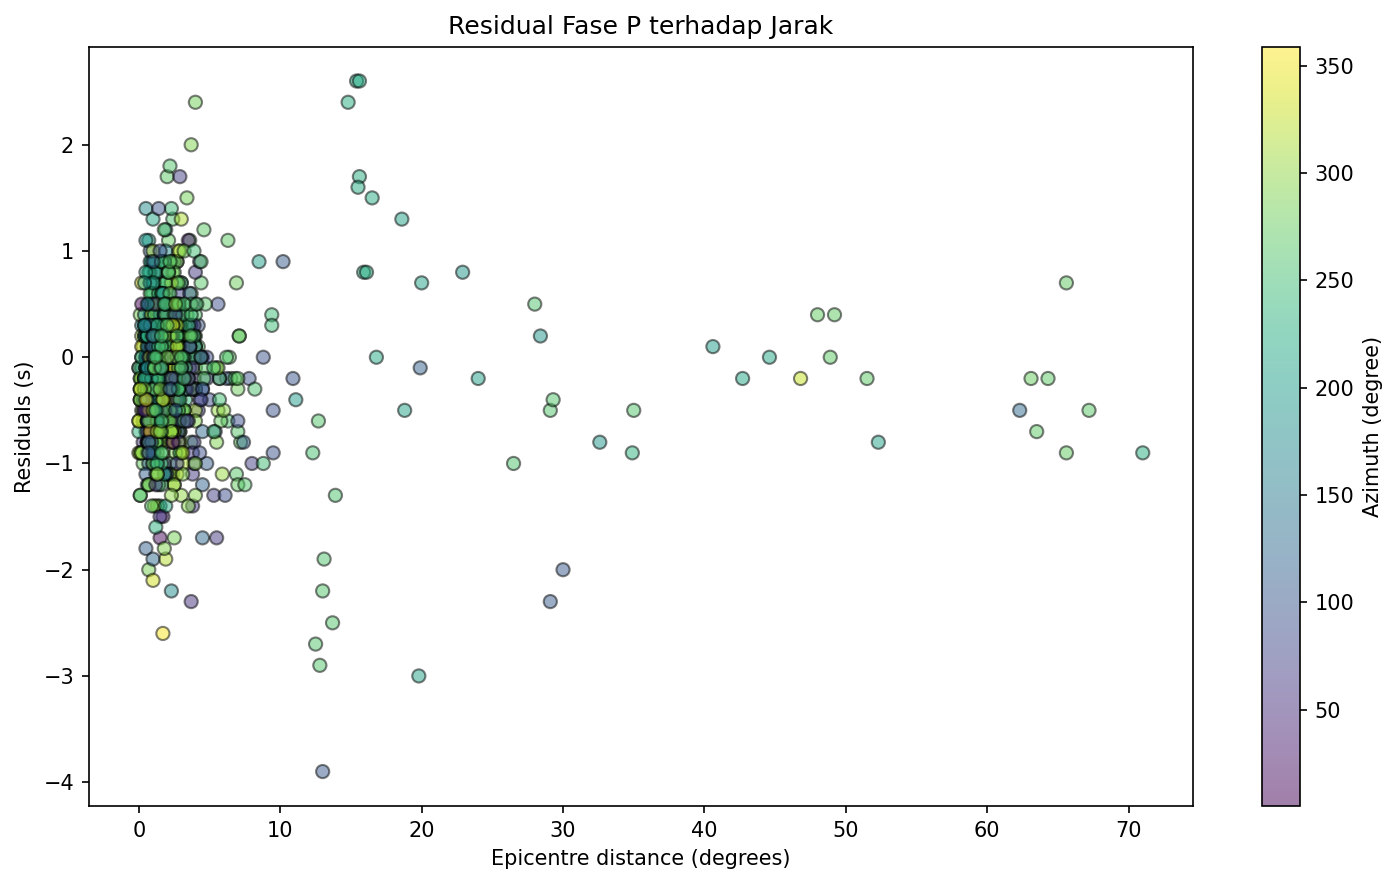 Residual Fase P terhadap Jarak
Residuals (s)
2
1
0
−1
−2
−3
−4
0 10 20 30 40 50 60 70
Epicentre distance (degrees)
350
300
250
200
150
100
50
Azimuth (degree)